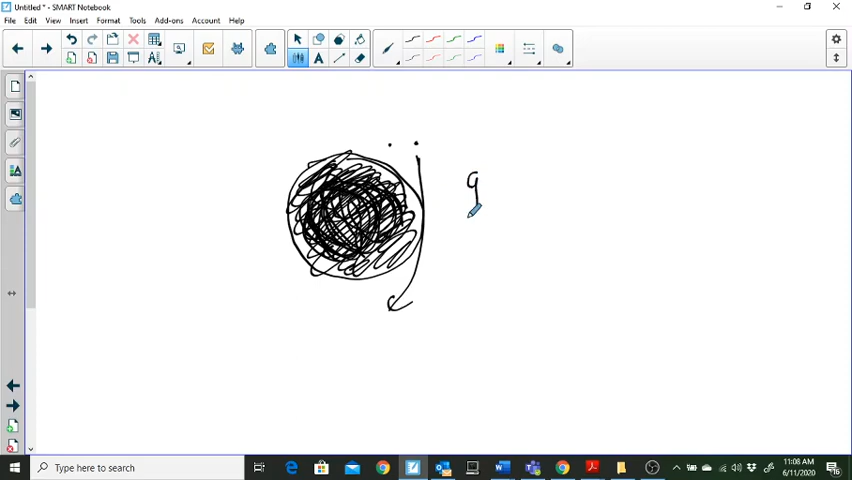 Untitled * - SMART Notebook
File Edit View Insert Format Tools Add-ons Account Help
g
Type here to search
11:08 AM
6/11/2020